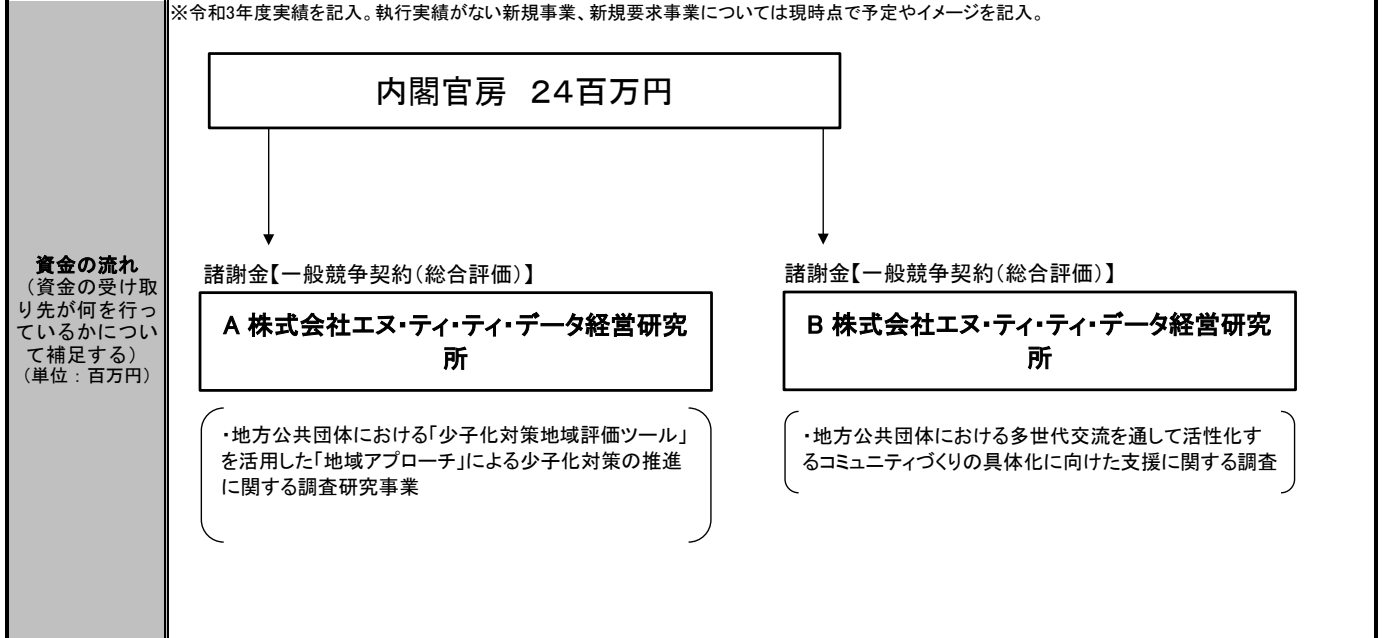 ※令和3年度実績を記入。執行実績がない新規事業、新規要求事業については現時点で予定やイメージを記入。
内閣官房 24百万円
資金の流れ
(資金の受け取
り先が何を行っ
ているかについ
て補足する)
(単位:百万円)
諸謝金【一般競争契約(総合評価)】
A 株式会社エヌ・ティ・ティ・データ経営研究
所
・地方公共団体における「少子化対策地域評価ツール」
を活用した「地域アプローチ」による少子化対策の推進
に関する調査研究事業
諸謝金【一般競争契約(総合評価)】
B 株式会社エヌ・ティ・ティ・データ経営研究
所
・地方公共団体における多世代交流を通して活性化す
るコミュニティづくりの具体化に向けた支援に関する調査